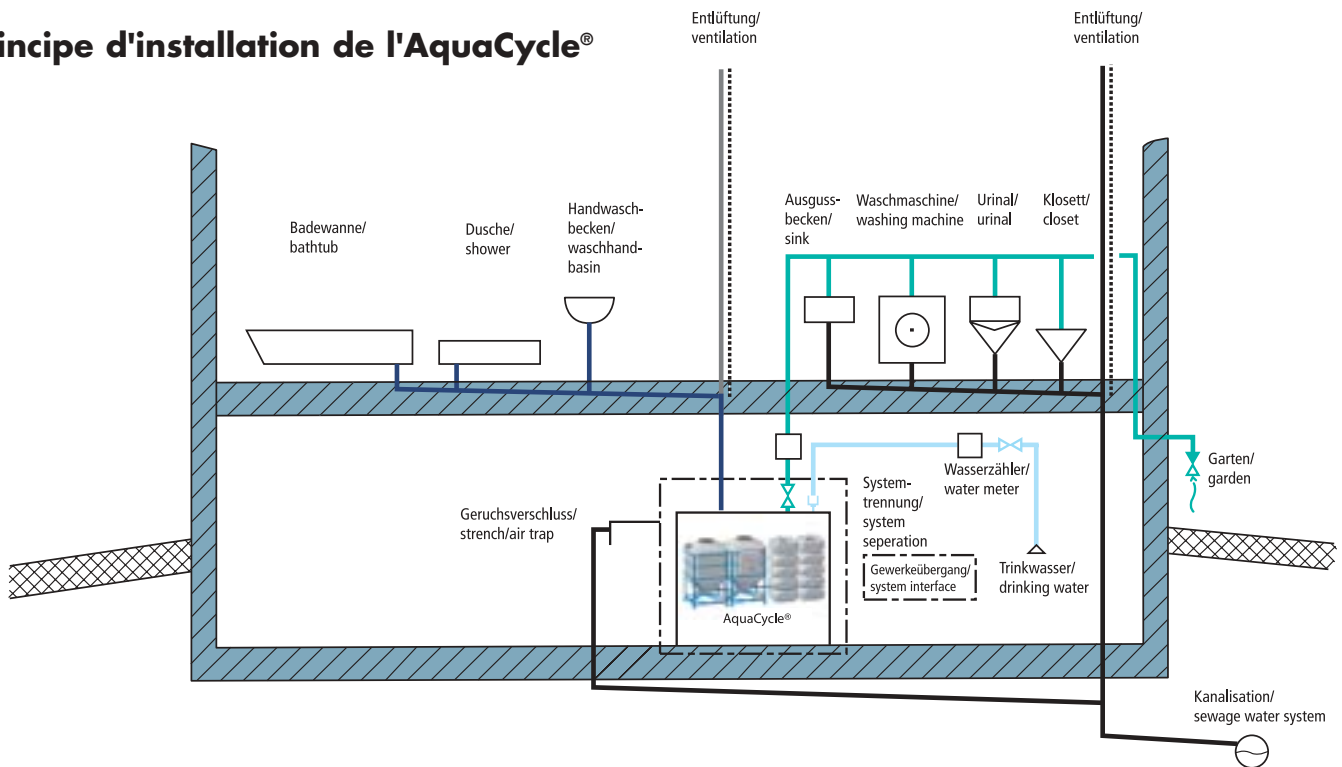 incipe d'installation de l'AquaCycle®
Entlüftung/
ventilation
Entlüftung/
ventilation
Badewanne/
bathtub
Dusche/
shower
Handwasch-
becken/
waschhand-
basin
Ausguss-
becken/
sink
Waschmaschine/
washing machine
Urinal/
urinal
Klosett/
closet
Garten/
garden
Wasserzähler/
water meter
System-
trennung/
system
seperation
Geruchsverschluss/
strench/air trap
Gewerkeübergang/
system interface
Trinkwasser/
drinking water
AquaCycle®
Kanalisation/
sewage water system